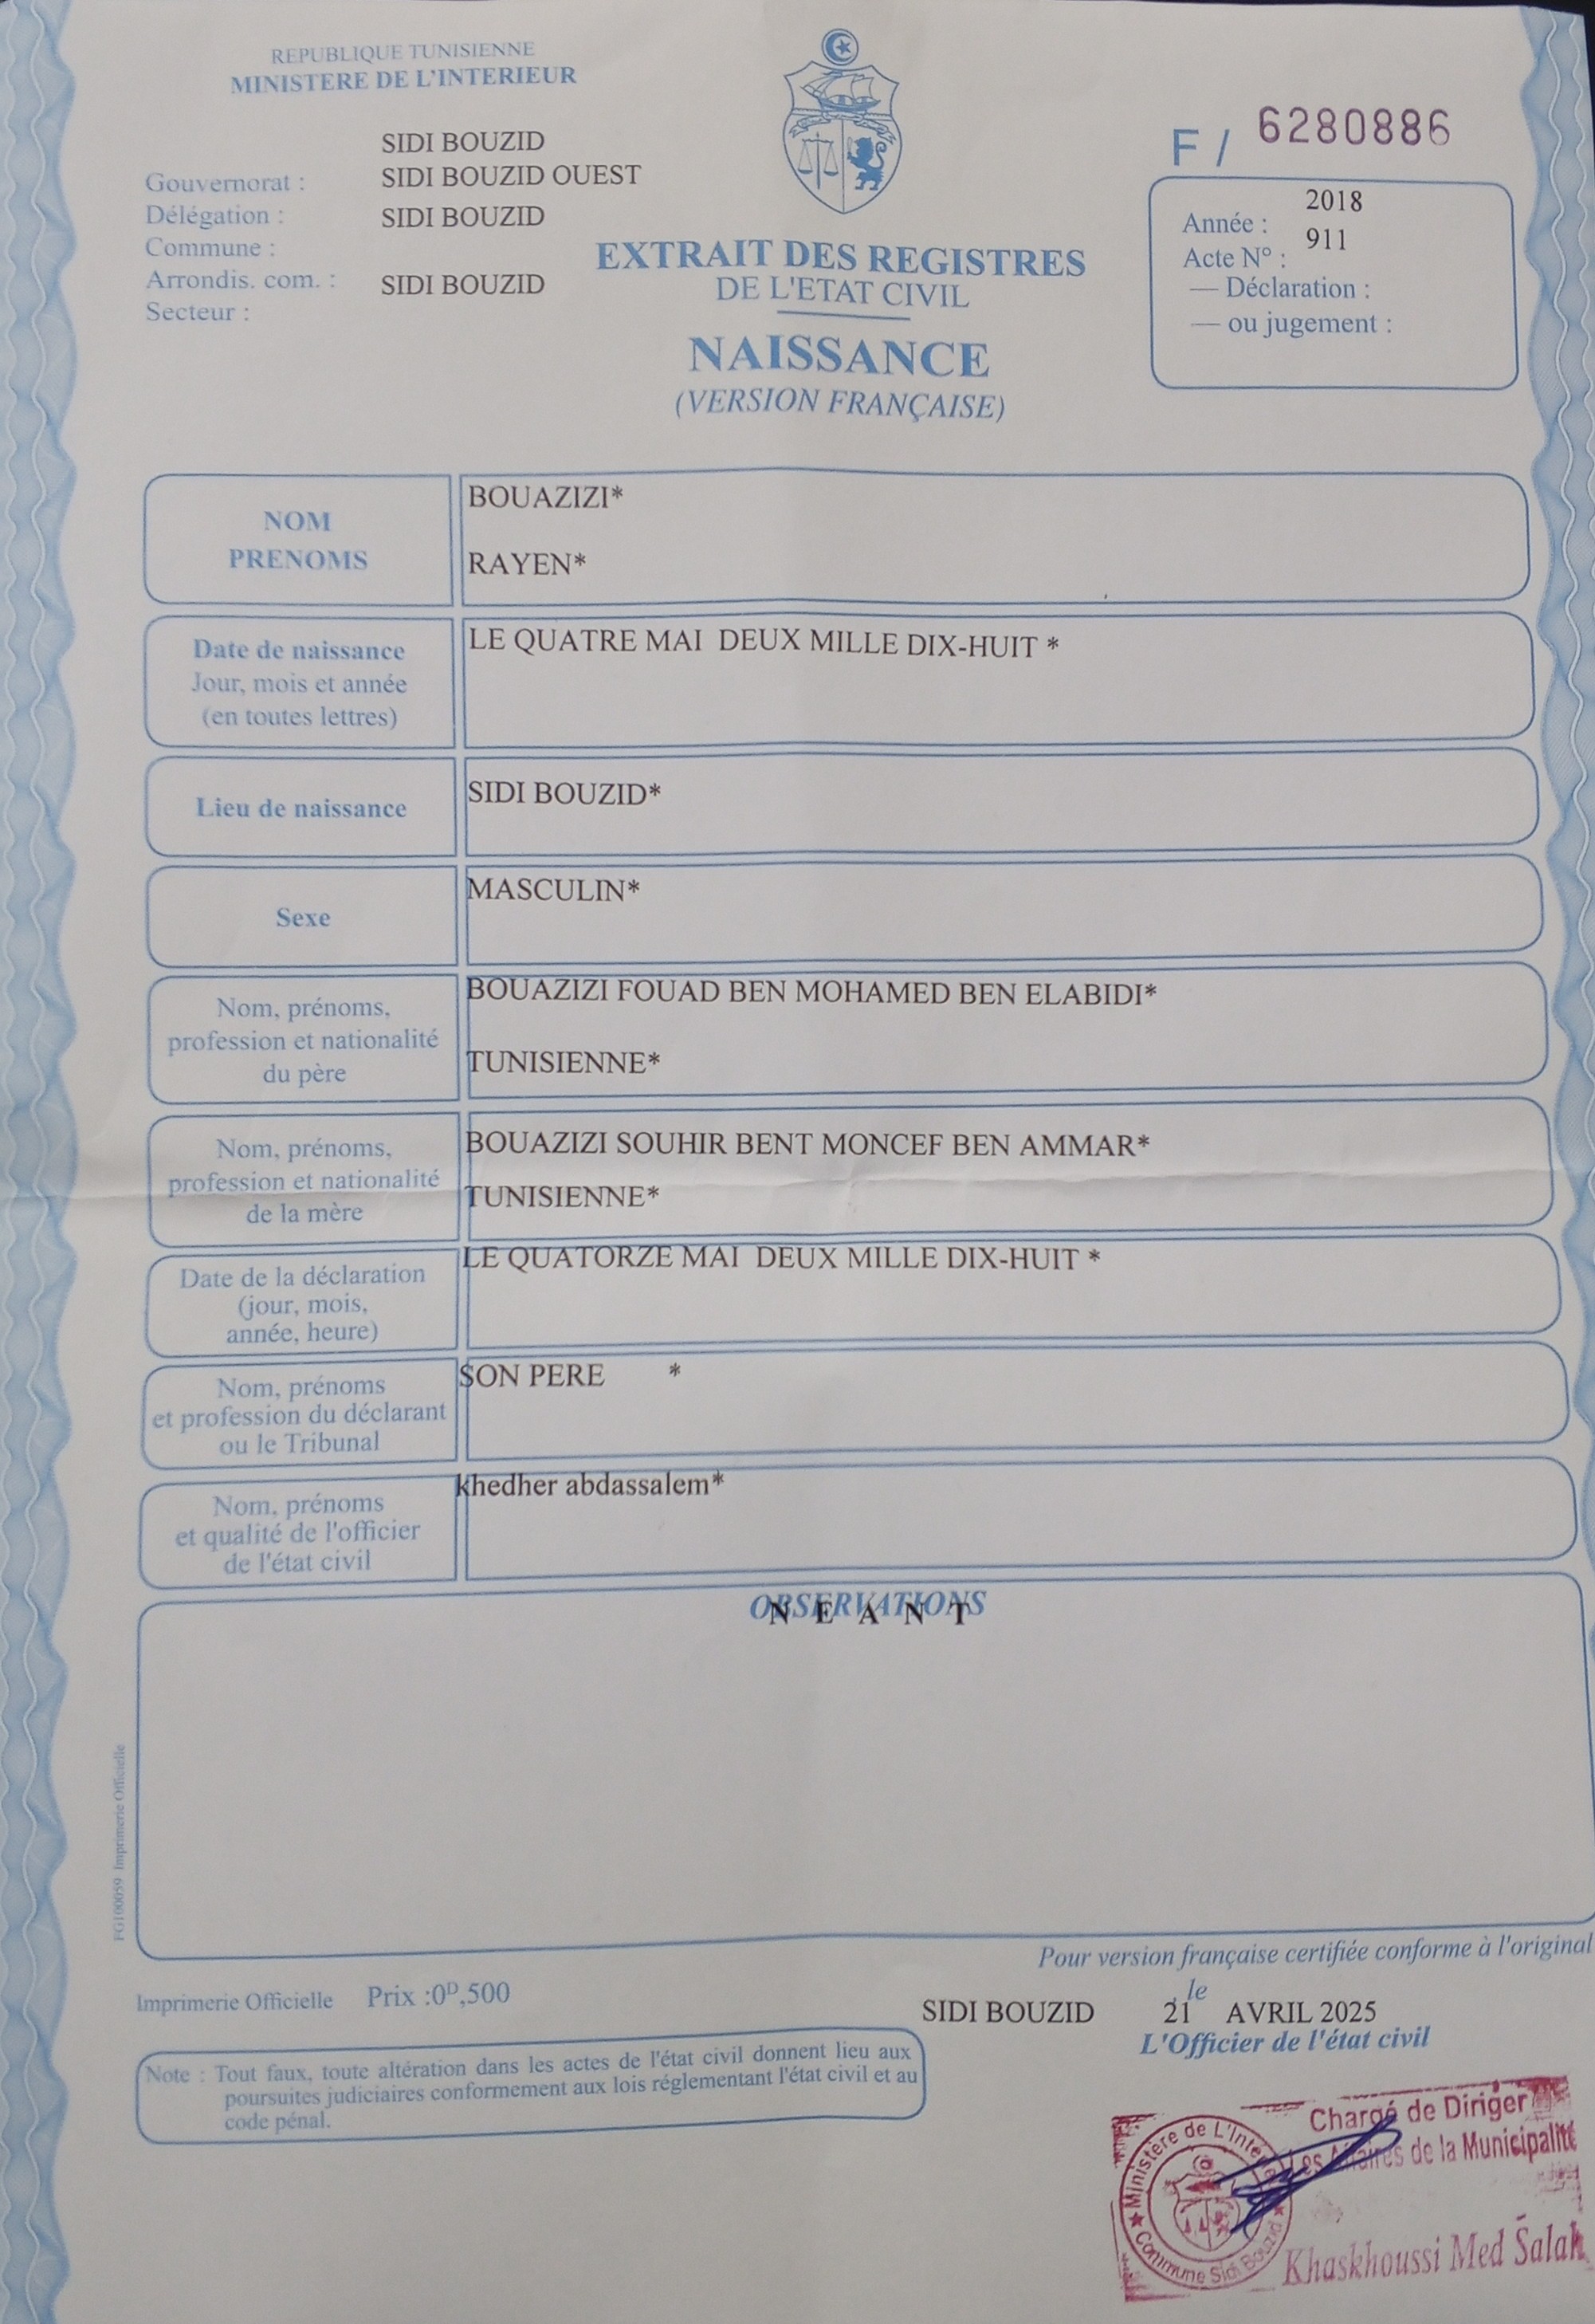 REPUBLIQUE TUNISIENNE
MINISTERE DE L'INTERIEUR
F / 6280886
SIDI BOUZID
Gouvernorat : SIDI BOUZID OUEST
Délégation : SIDI BOUZID
Commune :
Arrondis. com. : SIDI BOUZID
Secteur :
EXTRAIT DES REGISTRES
DE L'ETAT CIVIL
NAISSANCE
(VERSION FRANÇAISE)
Année : 2018
Acte N° : 911
— Déclaration :
— ou jugement :
NOM
PRENOMS
BOUAZIZI*
RAYEN*
Date de naissance
Jour, mois et année
(en toutes lettres)
LE QUATRE MAI DEUX MILLE DIX-HUIT *
Lieu de naissance
SIDI BOUZID*
Sexe
MASCULIN*
Nom, prénoms,
profession et nationalité
du père
BOUAZIZI FOUAD BEN MOHAMED BEN ELABIDI*
TUNISIENNE*
Nom, prénoms,
profession et nationalité
de la mère
BOUAZIZI SOUHIR BENT MONCEF BEN AMMAR*
TUNISIENNE*
Date de la déclaration
(jour, mois,
année, heure)
LE QUATORZE MAI DEUX MILLE DIX-HUIT *
Nom, prénoms
et profession du déclarant
ou le Tribunal
SON PERE *
Nom, prénoms
et qualité de l'officier
de l'état civil
khedher abdassalem*
OBSERVATIONS
N E A N T
FG100059 Imprimerie Officielle
Pour version française certifiée conforme à l'original
Imprimerie Officielle Prix :0ᴰ,500
, le
SIDI BOUZID 21 AVRIL 2025
L'Officier de l'état civil
Note : Tout faux, toute altération dans les actes de l'état civil donnent lieu aux
poursuites judiciaires conformement aux lois réglementant l'état civil et au
code pénal.
Chargé de Diriger
Les Affaires de la Municipalité
Khaskhoussi Med Salah
Ministère de L'Intérieur
Commune Sidi Bouzid